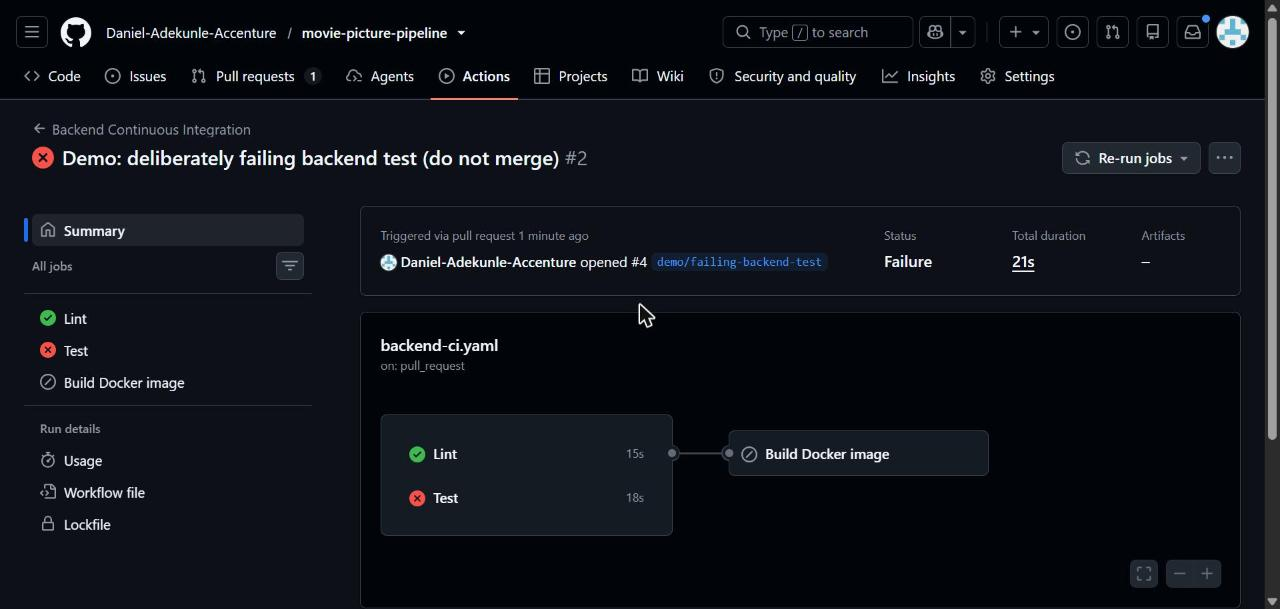 Daniel-Adekunle-Accenture / movie-picture-pipeline
Type / to search
Code
Issues
Pull requests 1
Agents
Actions
Projects
Wiki
Security and quality
Insights
Settings
Backend Continuous Integration
Demo: deliberately failing backend test (do not merge) #2
Re-run jobs
Summary
All jobs
Lint
Test
Build Docker image
Run details
Usage
Workflow file
Lockfile
Triggered via pull request 1 minute ago
Daniel-Adekunle-Accenture opened #4 demo/failing-backend-test
Status
Failure
Total duration
21s
Artifacts
–
backend-ci.yaml
on: pull_request
Lint 15s
Test 18s
Build Docker image